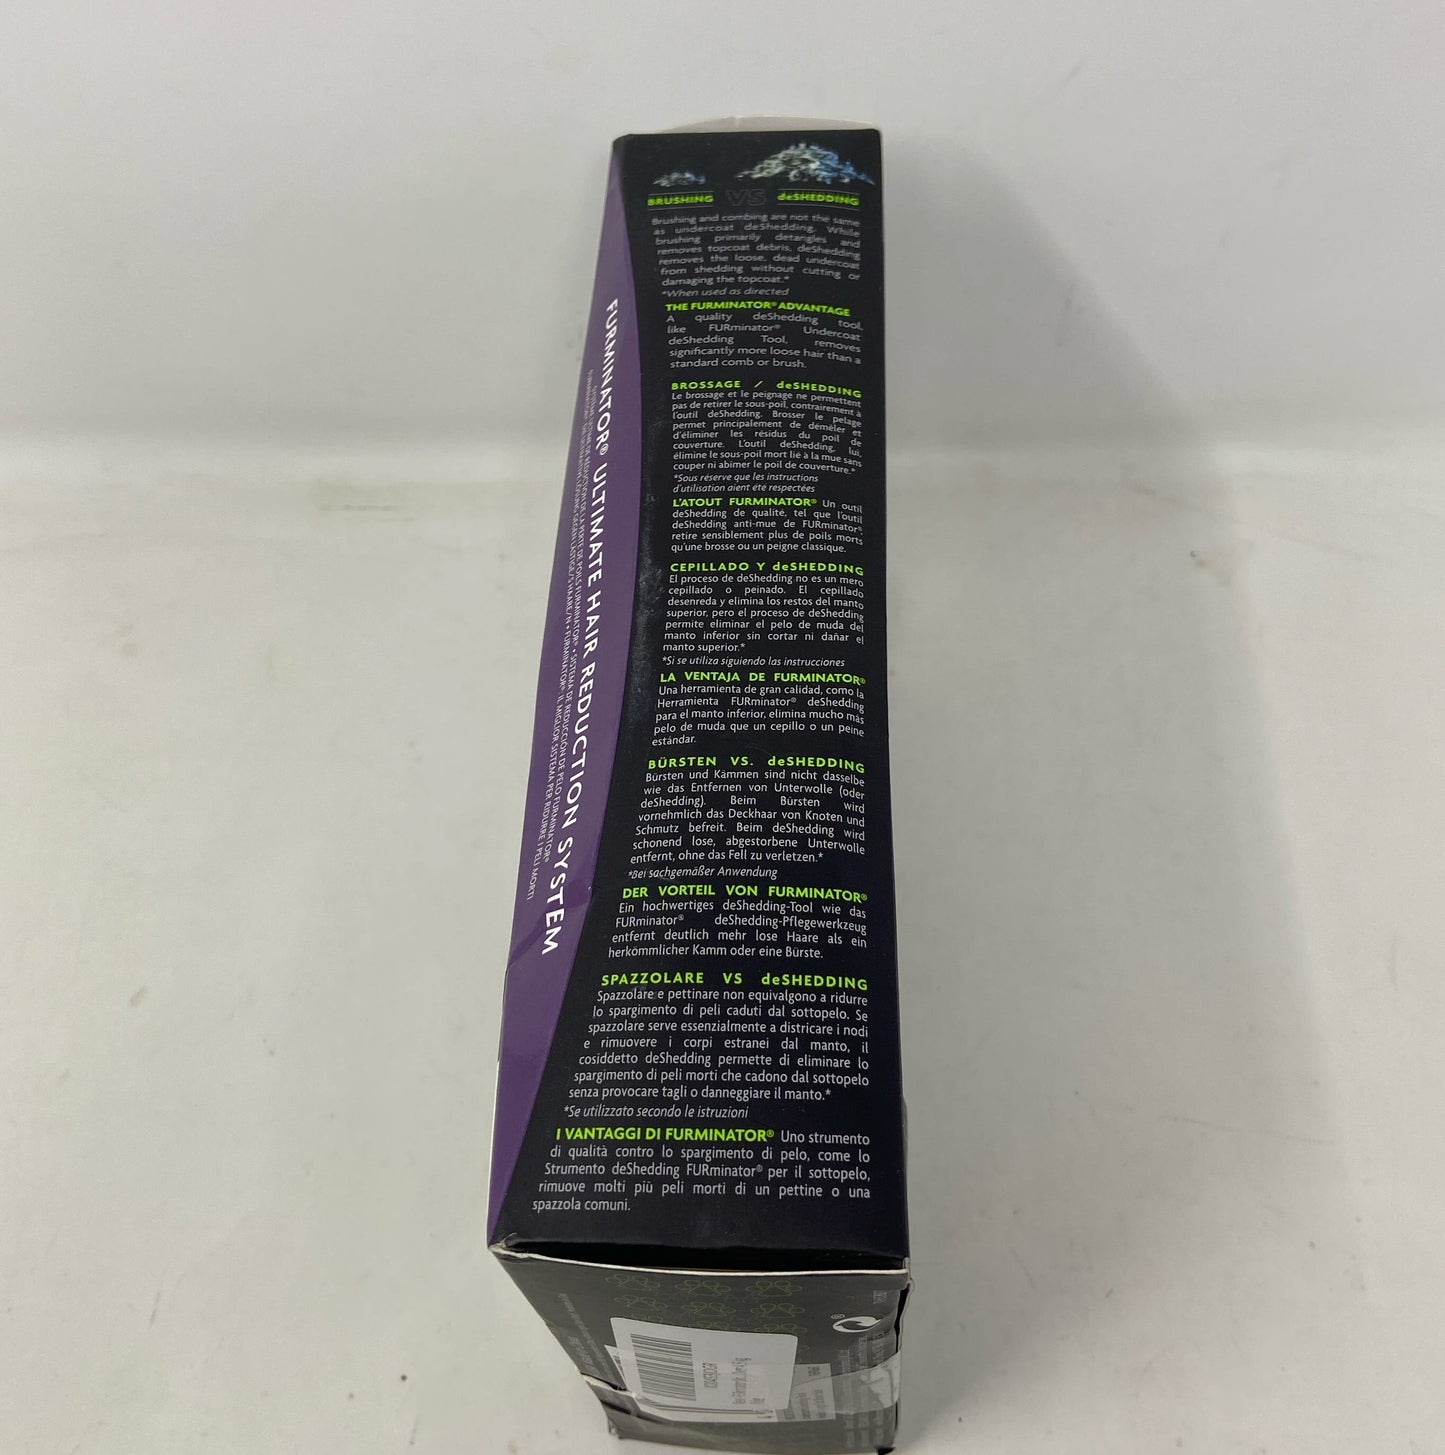 BRUSHING VS deSHEDDING
Brushing and combing are not the same
as undercoat deShedding. While
brushing primarily detangles and
removes topcoat debris, deShedding
removes the loose, dead undercoat
from shedding without cutting or
damaging the topcoat.*
*When used as directed
THE FURMINATOR® ADVANTAGE
A quality deShedding tool,
like FURminator® Undercoat
deShedding Tool, removes
significantly more loose hair than a
standard comb or brush.
BROSSAGE / deSHEDDING
Le brossage et le peignage ne permettent
pas de retirer le sous-poil, contrairement à
l'outil deShedding. Brosser le pelage
permet principalement de démêler et
d'éliminer les résidus du poil de
couverture. L'outil deShedding, lui,
élimine le sous-poil mort lié à la mue sans
couper ni abimer le poil de couverture.*
*Sous réserve que les instructions
d'utilisation aient été respectées
L'ATOUT FURMINATOR® Un outil
deShedding de qualité, tel que l'outil
deShedding anti-mue de FURminator®,
retire sensiblement plus de poils morts
qu'une brosse ou un peigne classique.
CEPILLADO Y deSHEDDING
El proceso de deShedding no es un mero
cepillado o peinado. El cepillado
desenreda y elimina los restos del manto
superior, pero el proceso de deShedding
permite eliminar el pelo de muda del
manto inferior sin cortar ni dañar el
manto superior.*
*Si se utiliza siguiendo las instrucciones
LA VENTAJA DE FURMINATOR®
Una herramienta de gran calidad, como la
Herramienta FURminator® deShedding
para el manto inferior, elimina mucho más
pelo de muda que un cepillo o un peine
estándar.
BÜRSTEN VS. deSHEDDING
Bürsten und Kämmen sind nicht dasselbe
wie das Entfernen von Unterwolle (oder
deShedding). Beim Bürsten wird
vornehmlich das Deckhaar von Knoten und
Schmutz befreit. Beim deShedding wird
schonend lose, abgestorbene Unterwolle
entfernt, ohne das Fell zu verletzen.*
*Bei sachgemäßer Anwendung
DER VORTEIL VON FURMINATOR®
Ein hochwertiges deShedding-Tool wie das
FURminator® deShedding-Pflegewerkzeug
entfernt deutlich mehr lose Haare als ein
herkömmlicher Kamm oder eine Bürste.
SPAZZOLARE VS deSHEDDING
Spazzolare e pettinare non equivalgono a ridurre
lo spargimento di peli caduti dal sottopelo. Se
spazzolare serve essenzialmente a districare i nodi
e rimuovere i corpi estranei dal manto, il
cosiddetto deShedding permette di eliminare lo
spargimento di peli morti che cadono dal sottopelo
senza provocare tagli o danneggiare il manto.*
*Se utilizzato secondo le istruzioni
I VANTAGGI DI FURMINATOR® Uno strumento
di qualità contro lo spargimento di pelo, come lo
Strumento deShedding FURminator® per il sottopelo,
rimuove molti più peli morti di un pettine o una
spazzola comuni.
FURMINATOR® ULTIMATE HAIR REDUCTION SYSTEM
FURMINATOR® • SISTEMA DE REDUCCIÓN DE PELO FURMINATOR®
FURMINATOR®: IL MIGLIOR SISTEMA PER RIDURRE I PELI MORTI